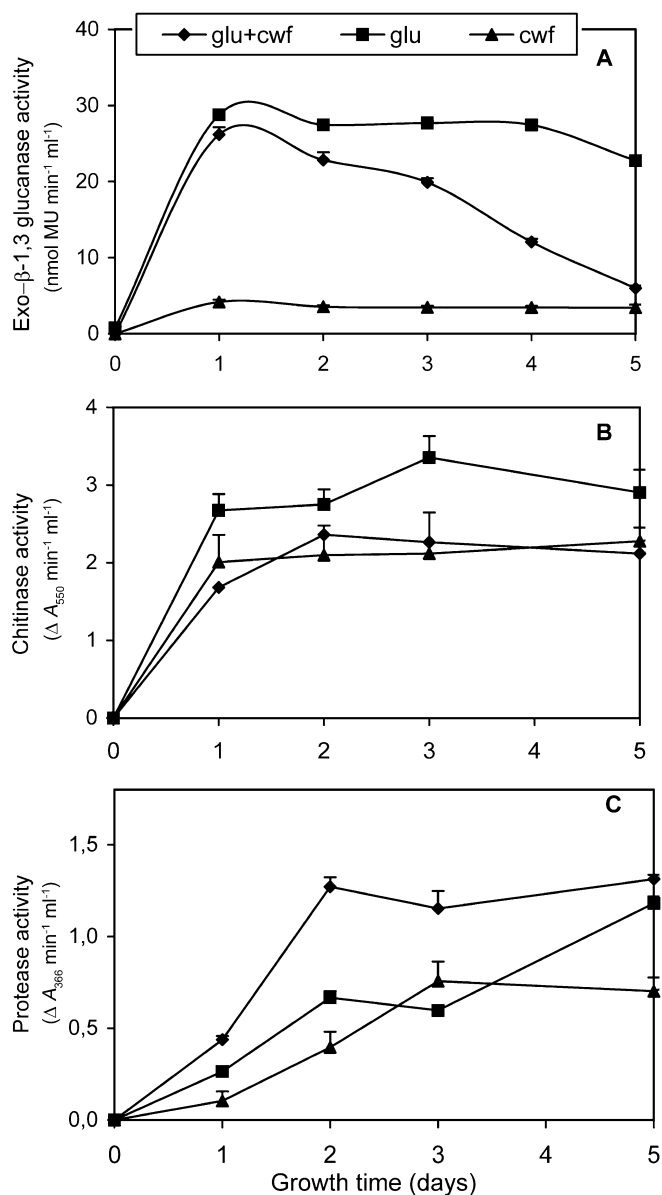 glu+cwf glu cwf
A
Exo–β-1,3 glucanase activity
(nmol MU min-1 ml-1)
40
30
20
10
0
0 1 2 3 4 5
B
Chitinase activity
(Δ A550 min-1 ml-1)
4
3
2
1
0
0 1 2 3 4 5
C
Protease activity
(Δ A366 min-1 ml-1)
1,5
1,0
0,5
0,0
0 1 2 3 4 5
Growth time (days)